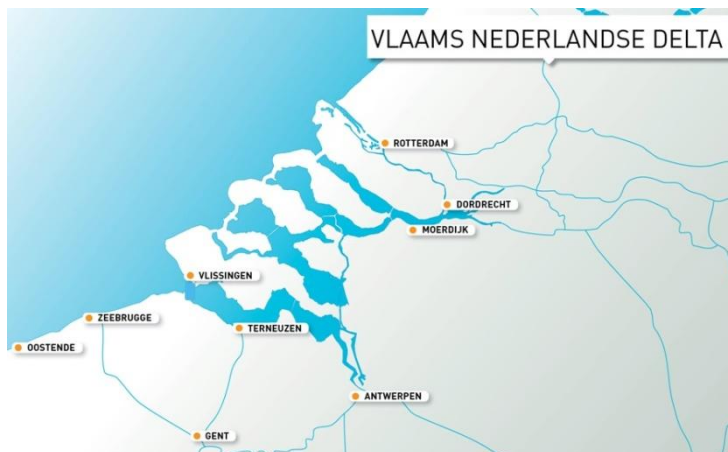 VLAAMS NEDERLANDSE DELTA
ROTTERDAM
DORDRECHT
MOERDIJK
VLISSINGEN
ZEEBRUGGE
TERNEUZEN
OOSTENDE
ANTWERPEN
GENT